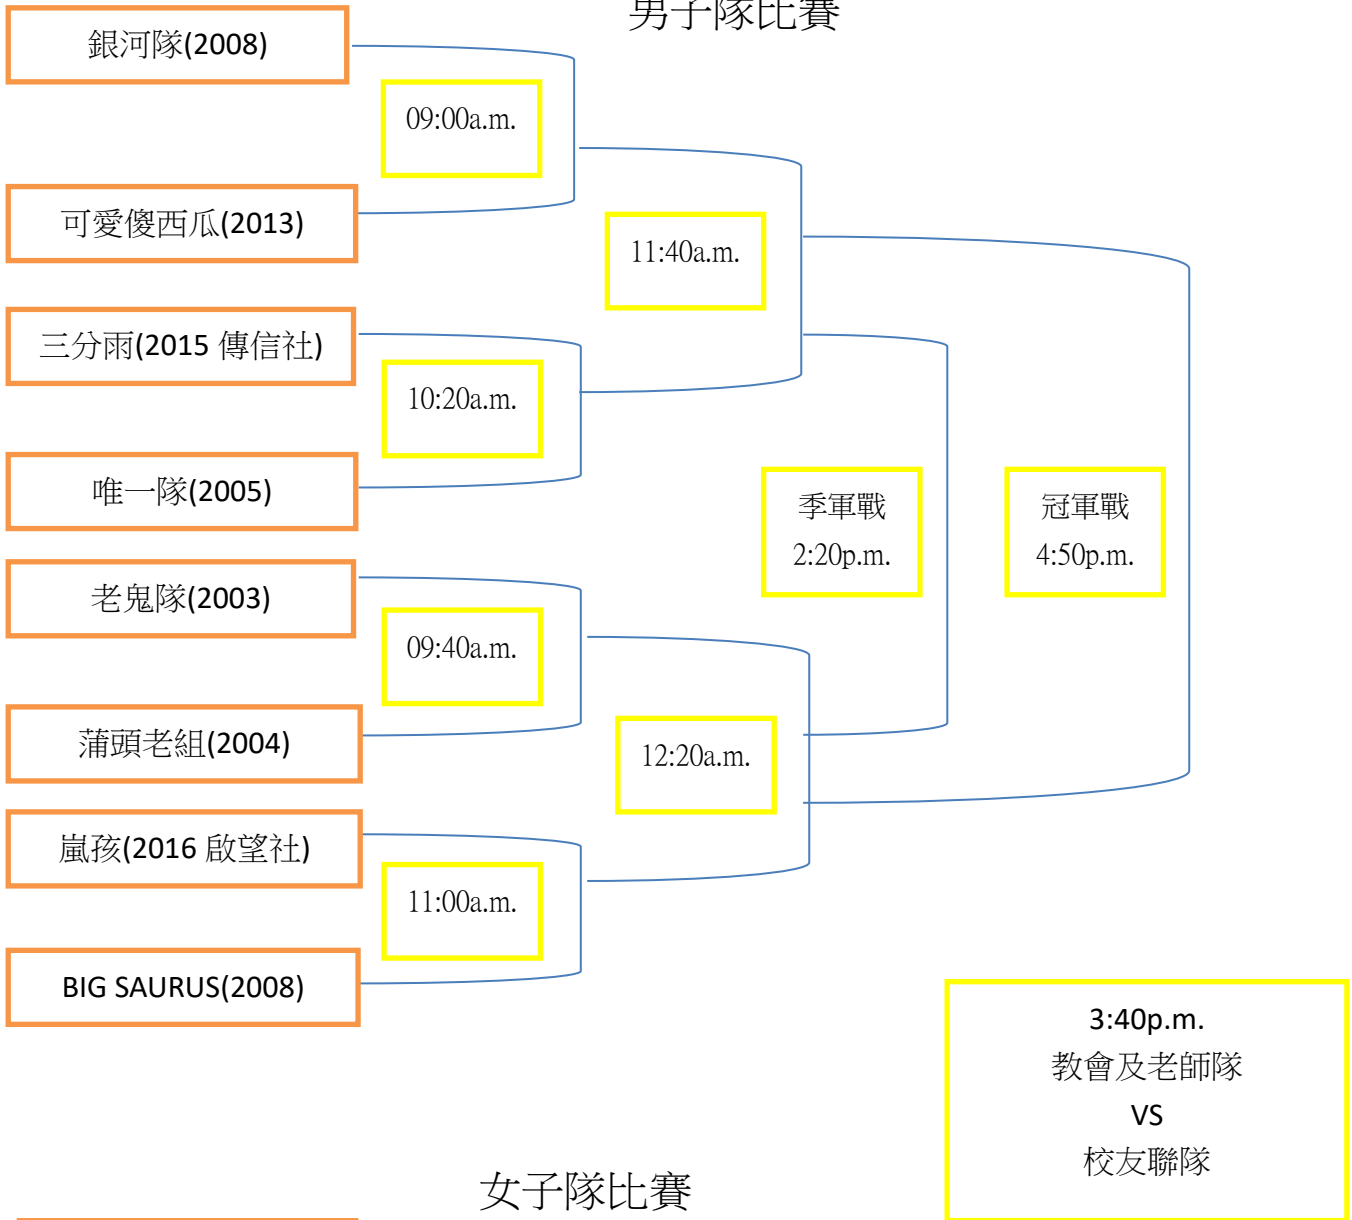 男子隊比賽
銀河隊(2008)
09:00a.m.
可愛傻西瓜(2013)
11:40a.m.
三分雨(2015 傳信社)
10:20a.m.
唯一隊(2005)
季軍戰
2:20p.m.
冠軍戰
4:50p.m.
老鬼隊(2003)
09:40a.m.
蒲頭老組(2004)
12:20a.m.
嵐孩(2016 啟望社)
11:00a.m.
BIG SAURUS(2008)
3:40p.m.
教會及老師隊
VS
校友聯隊
女子隊比賽